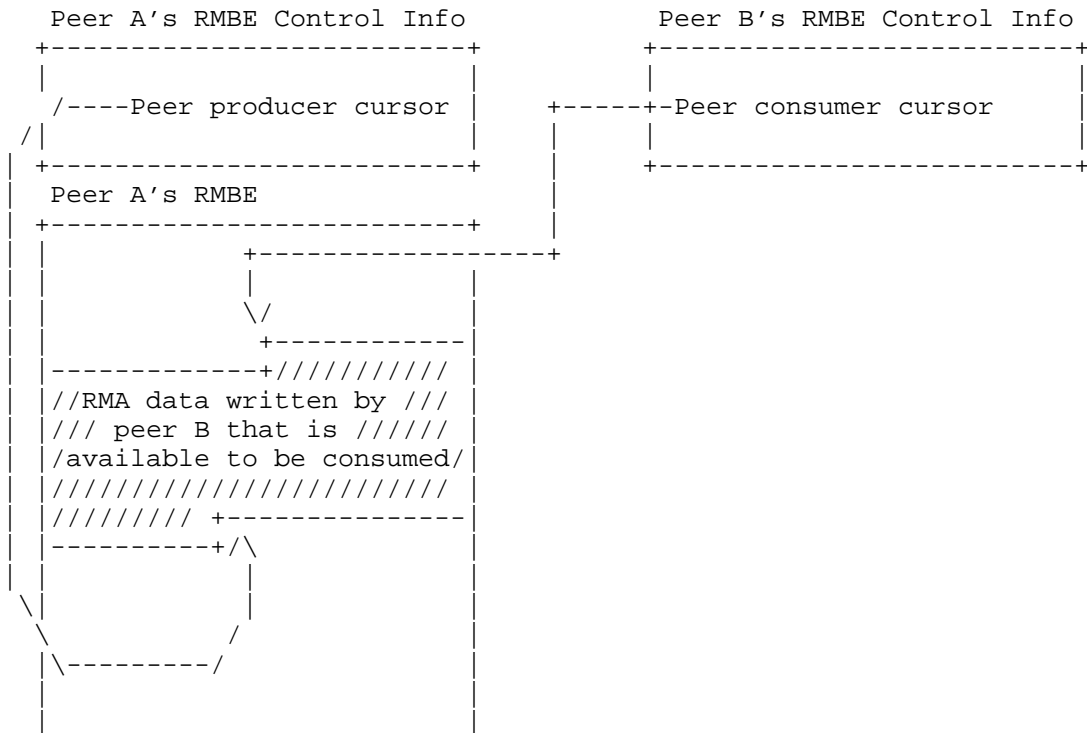 Peer A's RMBE Control Info Peer B's RMBE Control Info
Peer producer cursor Peer consumer cursor
Peer A's RMBE
RMA data written by
peer B that is
available to be consumed